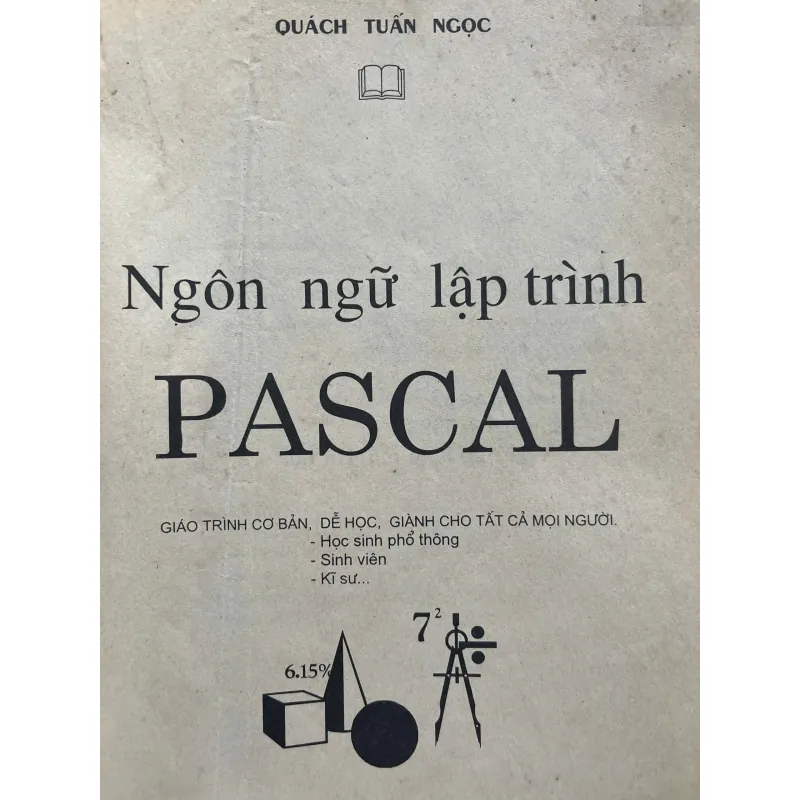 QUÁCH TUẤN NGỌC
Ngôn ngữ lập trình
PASCAL
GIÁO TRÌNH CƠ BẢN, DỄ HỌC, GIÀNH CHO TẤT CẢ MỌI NGƯỜI.
- Học sinh phổ thông
- Sinh viên
- Kĩ sư...
7²
6.15%